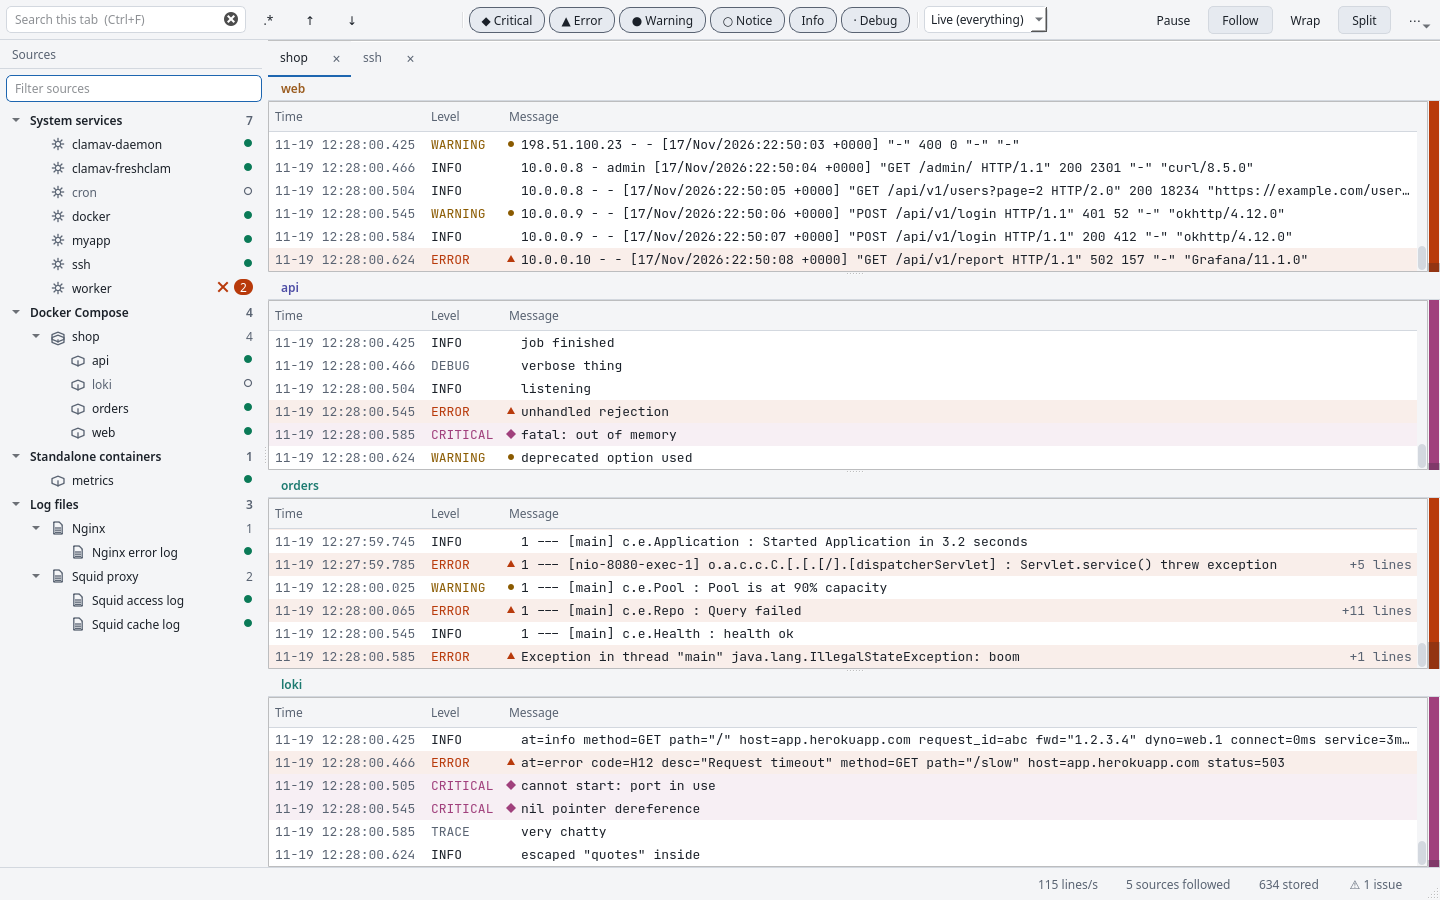 Search this tab (Ctrl+F) .* ↑ ↓ ◆ Critical ▲ Error ● Warning ○ Notice Info · Debug Live (everything) Pause Follow Wrap Split ...
Sources
Filter sources
System services 7
clamav-daemon
clamav-freshclam
cron
docker
myapp
ssh
worker 2
Docker Compose 4
shop 4
api
loki
orders
web
Standalone containers 1
metrics
Log files 3
Nginx 1
Nginx error log
Squid proxy 2
Squid access log
Squid cache log
shop × ssh ×
web
Time Level Message
11-19 12:28:00.425 WARNING ● 198.51.100.23 - - [17/Nov/2026:22:50:03 +0000] "-" 400 0 "-" "-"
11-19 12:28:00.466 INFO 10.0.0.8 - admin [17/Nov/2026:22:50:04 +0000] "GET /admin/ HTTP/1.1" 200 2301 "-" "curl/8.5.0"
11-19 12:28:00.504 INFO 10.0.0.8 - - [17/Nov/2026:22:50:05 +0000] "GET /api/v1/users?page=2 HTTP/2.0" 200 18234 "https://example.com/user…
11-19 12:28:00.545 WARNING ● 10.0.0.9 - - [17/Nov/2026:22:50:06 +0000] "POST /api/v1/login HTTP/1.1" 401 52 "-" "okhttp/4.12.0"
11-19 12:28:00.584 INFO 10.0.0.9 - - [17/Nov/2026:22:50:07 +0000] "POST /api/v1/login HTTP/1.1" 200 412 "-" "okhttp/4.12.0"
11-19 12:28:00.624 ERROR ▲ 10.0.0.10 - - [17/Nov/2026:22:50:08 +0000] "GET /api/v1/report HTTP/1.1" 502 157 "-" "Grafana/11.1.0"
api
Time Level Message
11-19 12:28:00.425 INFO job finished
11-19 12:28:00.466 DEBUG verbose thing
11-19 12:28:00.504 INFO listening
11-19 12:28:00.545 ERROR ▲ unhandled rejection
11-19 12:28:00.585 CRITICAL ◆ fatal: out of memory
11-19 12:28:00.624 WARNING ● deprecated option used
orders
Time Level Message
11-19 12:27:59.745 INFO 1 --- [main] c.e.Application : Started Application in 3.2 seconds
11-19 12:27:59.785 ERROR ▲ 1 --- [nio-8080-exec-1] o.a.c.c.C.[.[.[/].[dispatcherServlet] : Servlet.service() threw exception +5 lines
11-19 12:28:00.025 WARNING ● 1 --- [main] c.e.Pool : Pool is at 90% capacity
11-19 12:28:00.065 ERROR ▲ 1 --- [main] c.e.Repo : Query failed +11 lines
11-19 12:28:00.545 INFO 1 --- [main] c.e.Health : health ok
11-19 12:28:00.585 ERROR ▲ Exception in thread "main" java.lang.IllegalStateException: boom +1 lines
loki
Time Level Message
11-19 12:28:00.425 INFO at=info method=GET path="/" host=app.herokuapp.com request_id=abc fwd="1.2.3.4" dyno=web.1 connect=0ms service=3m…
11-19 12:28:00.466 ERROR ▲ at=error code=H12 desc="Request timeout" method=GET path="/slow" host=app.herokuapp.com status=503
11-19 12:28:00.505 CRITICAL ◆ cannot start: port in use
11-19 12:28:00.545 CRITICAL ◆ nil pointer dereference
11-19 12:28:00.585 TRACE very chatty
11-19 12:28:00.624 INFO escaped "quotes" inside
115 lines/s 5 sources followed 634 stored ⚠ 1 issue